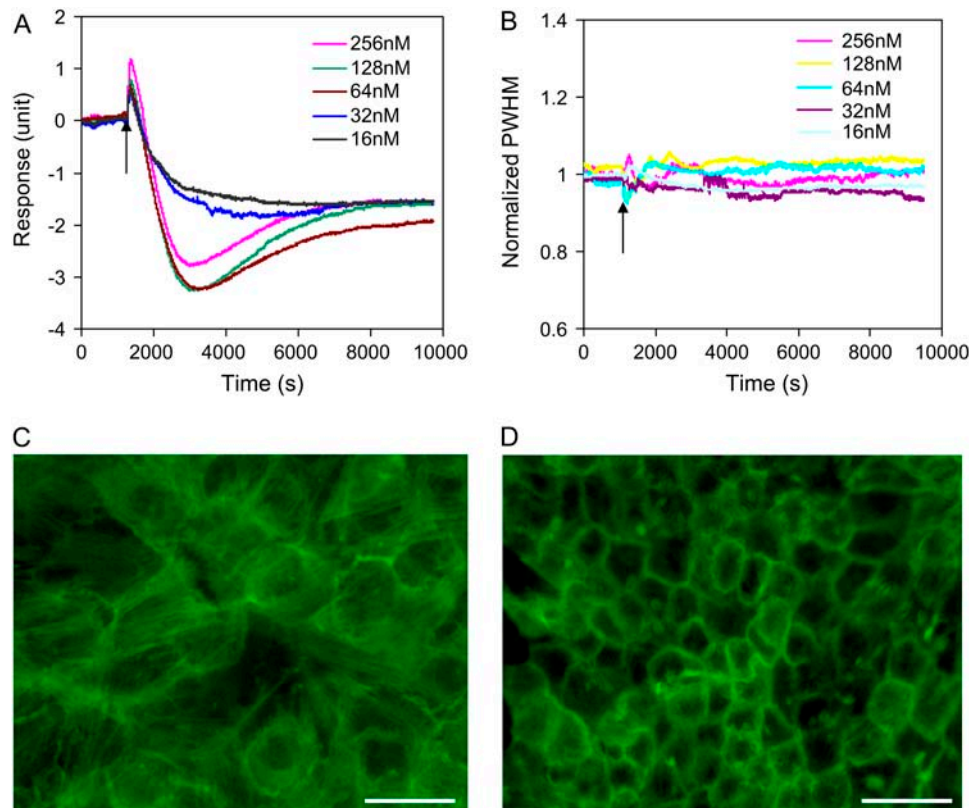 A
Response (unit)
2
1
0
-1
-2
-3
-4
256nM
128nM
64nM
32nM
16nM
0 2000 4000 6000 8000 10000
Time (s)
B
Normalized PWHM
1.4
1.2
1
0.8
0.6
256nM
128nM
64nM
32nM
16nM
0 2000 4000 6000 8000 10000
Time (s)
C
D